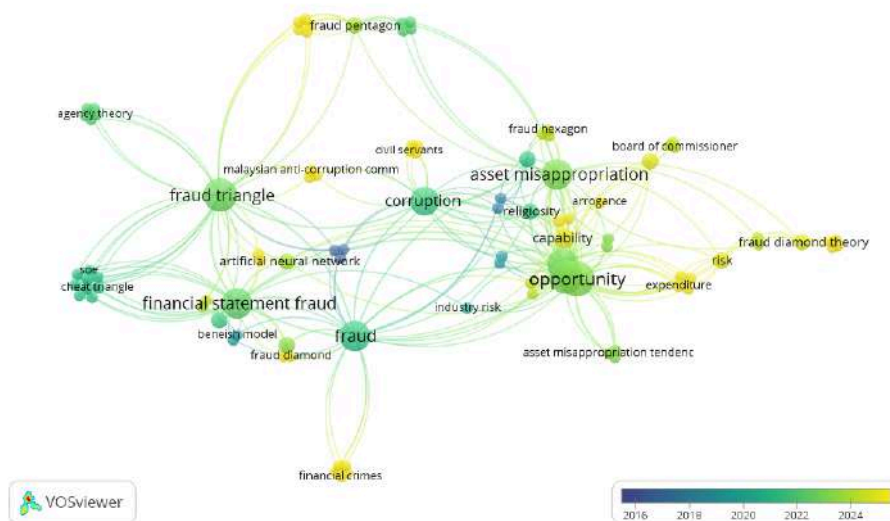 fraud pentagon
agency theory
fraud hexagon
civil servants
board of commissioner
malaysian anti-corruption comm
asset misappropriation
fraud triangle
corruption
religiosity
arrogance
capability
fraud diamond theory
artificial neural network
risk
soe
cheat triangle
opportunity
expenditure
financial statement fraud
industry risk
beneish model
fraud
fraud diamond
asset misappropriation tendenc
financial crimes
VOSviewer
2016 2018 2020 2022 2024